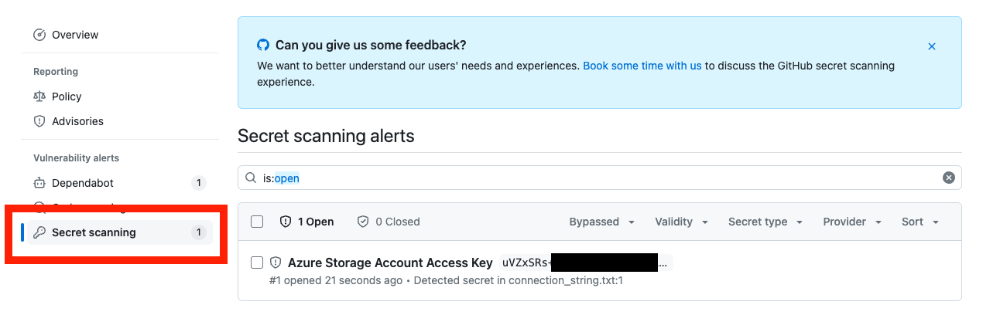 Overview
Reporting
Policy
Advisories
Vulnerability alerts
Dependabot 1
Secret scanning 1
Can you give us some feedback?
We want to better understand our users' needs and experiences. Book some time with us to discuss the GitHub secret scanning
experience.
Secret scanning alerts
is:open
1 Open 0 Closed Bypassed Validity Secret type Provider Sort
Azure Storage Account Access Key uVZxSRs+ ...
#1 opened 21 seconds ago • Detected secret in connection_string.txt:1